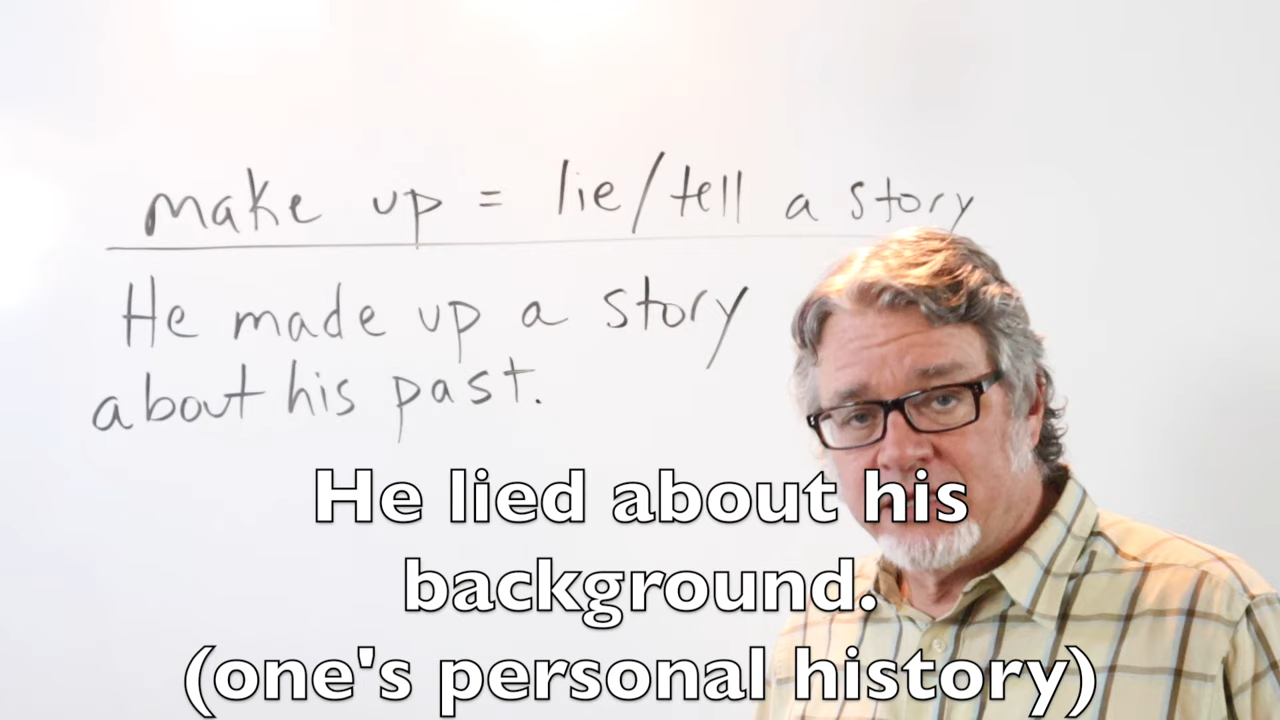 make up = lie/tell a story
He made up a story
about his past.
He lied about his
background.
(one's personal history)